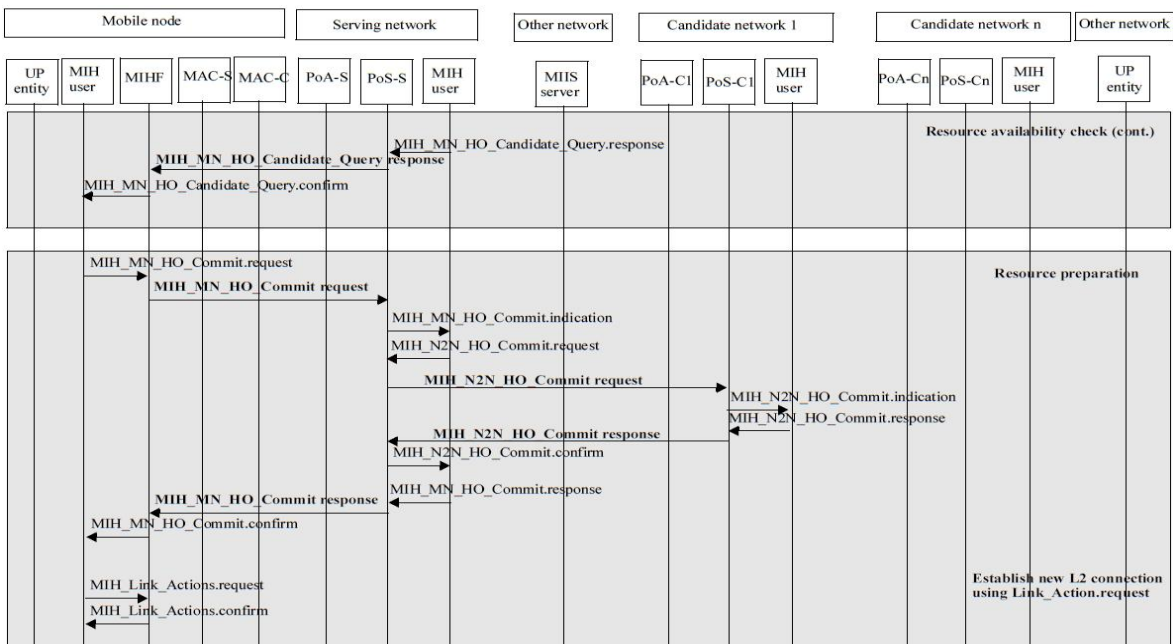 Mobile node
Serving network
Other network
Candidate network 1
Candidate network n
Other network
UP
entity
MIH
user
MIHF
MAC-S
MAC-C
PoA-S
PoS-S
MIH
user
MIIS
server
PoA-C1
PoS-C1
MIH
user
PoA-Cn
PoS-Cn
MIH
user
UP
entity
Resource availability check (cont.)
MIH_MN_HO_Candidate_Query.response
MIH_MN_HO_Candidate_Query response
MIH_MN_HO_Candidate_Query.confirm
MIH_MN_HO_Commit.request
Resource preparation
MIH_MN_HO_Commit request
MIH_MN_HO_Commit.indication
MIH_N2N_HO_Commit.request
MIH_N2N_HO_Commit request
MIH_N2N_HO_Commit.indication
MIH_N2N_HO_Commit.response
MIH_N2N_HO_Commit response
MIH_N2N_HO_Commit.confirm
MIH_MN_HO_Commit.response
MIH_MN_HO_Commit response
MIH_MN_HO_Commit.confirm
MIH_Link_Actions.request
Establish new L2 connection
using Link_Action.request
MIH_Link_Actions.confirm